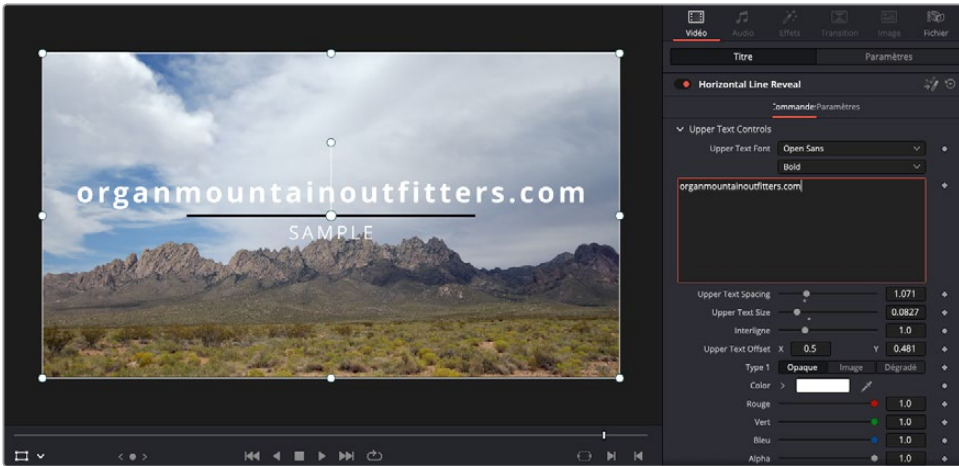 Vidéo
Audio
Effets
Transition
Image
Fichier
Titre
Paramètres
Horizontal Line Reveal
Commande
Paramètres
Upper Text Controls
Upper Text Font
Open Sans
Bold
organmountainoutfitters.com
organmountainoutfitters.com
SAMPLE
Upper Text Spacing
1.071
Upper Text Size
0.0827
Interligne
1.0
Upper Text Offset X 0.5 Y 0.481
Type 1
Opaque
Image
Dégradé
Color
Rouge
1.0
Vert
1.0
Bleu
1.0
Alpha
1.0